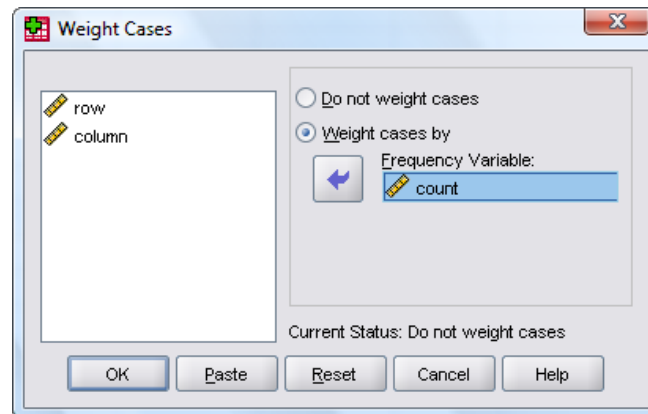 Weight Cases
row
column
Do not weight cases
Weight cases by
Frequency Variable:
count
Current Status: Do not weight cases
OK Paste Reset Cancel Help